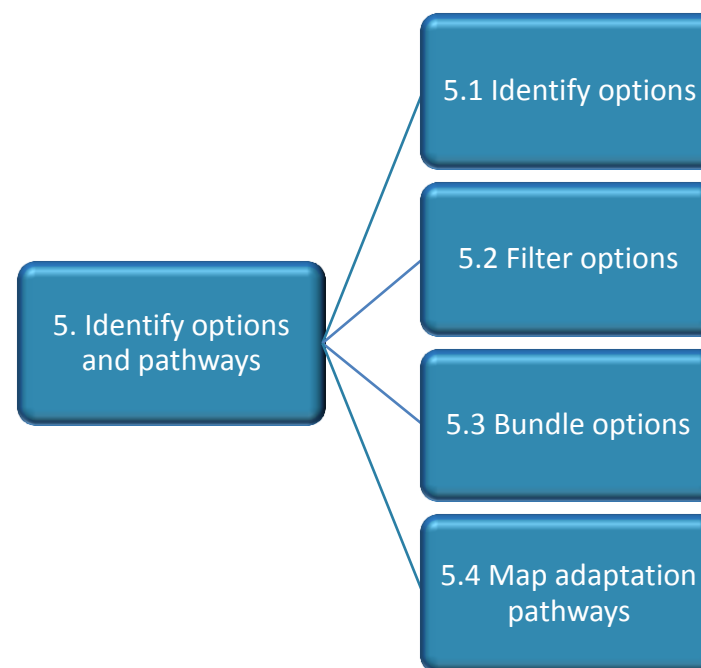 5.1 Identify options
5.2 Filter options
5. Identify options
and pathways
5.3 Bundle options
5.4 Map adaptation
pathways